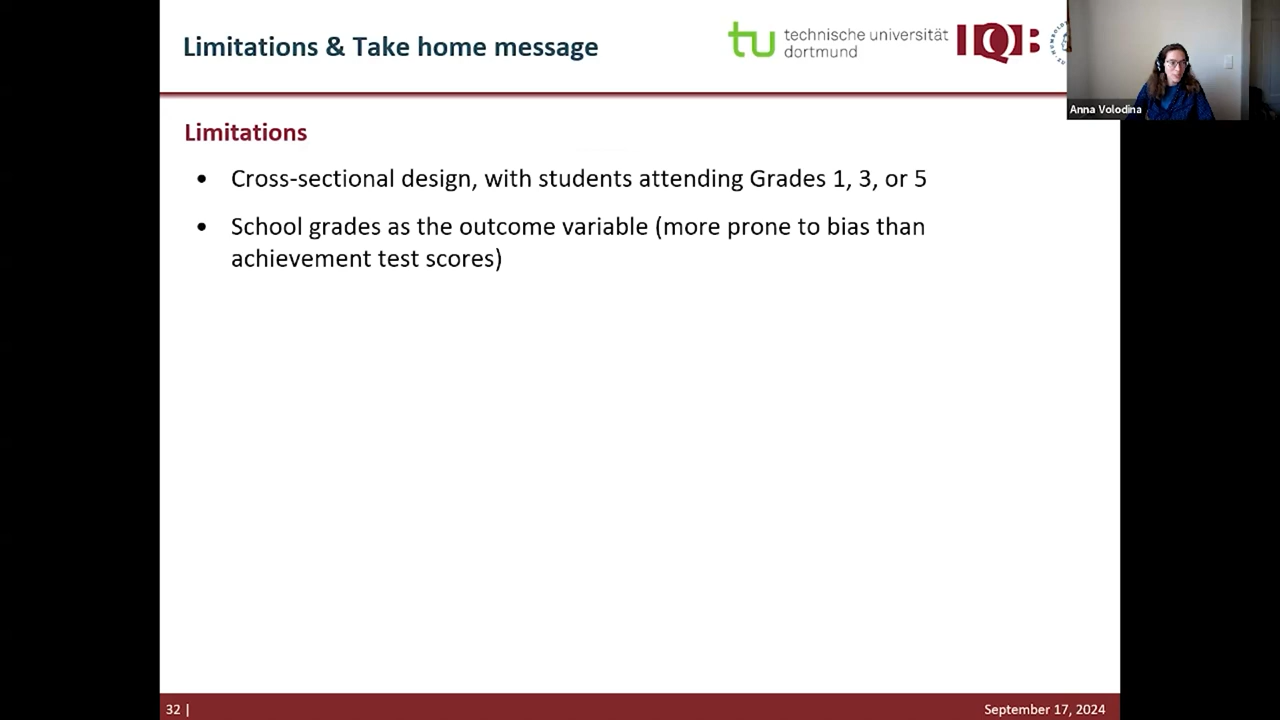 Limitations & Take home message
technische universität
dortmund
tu
IQB
Anna Volodina
Limitations
• Cross-sectional design, with students attending Grades 1, 3, or 5
• School grades as the outcome variable (more prone to bias than
achievement test scores)
32 |
September 17, 2024